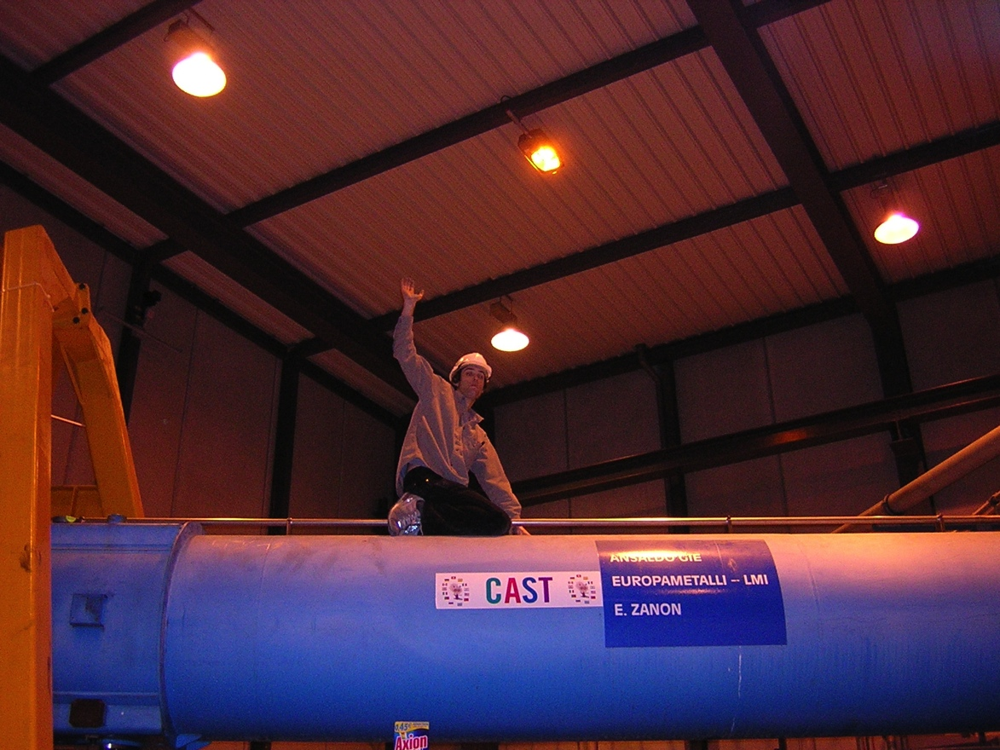 CAST
ANSALDO GIE
EUROPAMETALLI – LMI
E. ZANON
Axion